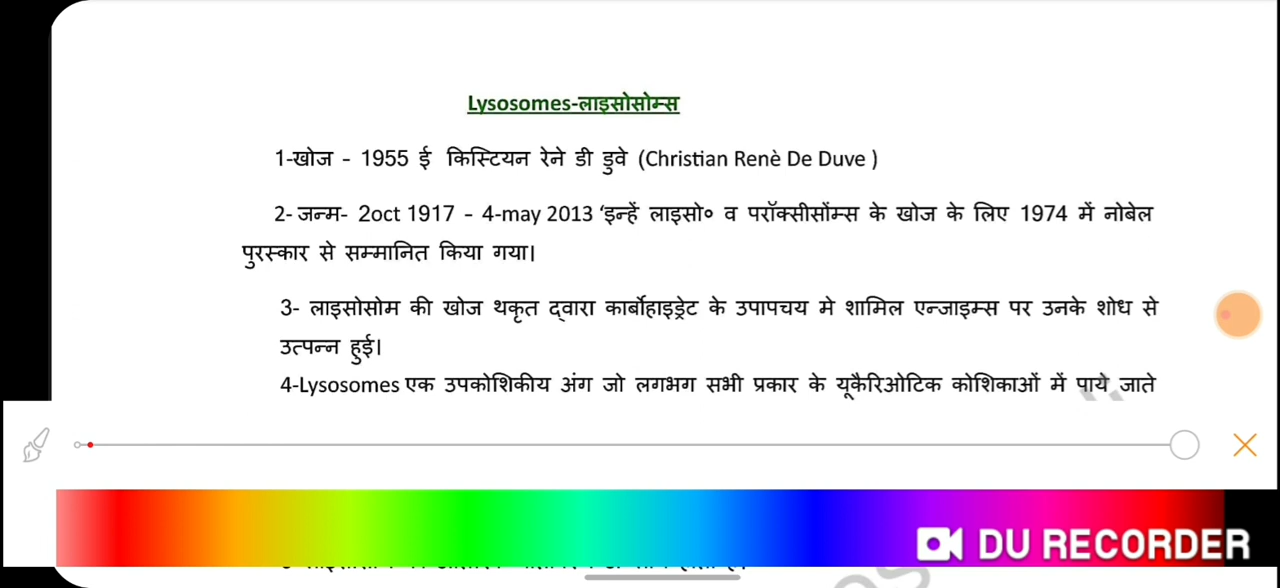 Lysosomes-लाइसोसोम्स
1-खोज - 1955 ई किस्टियन रेने डी डुवे (Christian Renè De Duve )
2- जन्म- 2oct 1917 - 4-may 2013 ‘इन्हें लाइसो॰ व परॉक्सीसोंम्स के खोज के लिए 1974 में नोबेल
पुरस्कार से सम्मानित किया गया।
3- लाइसोसोम की खोज थकृत द्वारा कार्बोहाइड्रेट के उपापचय मे शामिल एन्जाइम्स पर उनके शोध से
उत्पन्न हुई।
4-Lysosomes एक उपकोशिकीय अंग जो लगभग सभी प्रकार के यूकैरिओटिक कोशिकाओं में पाये जाते
DU RECORDER